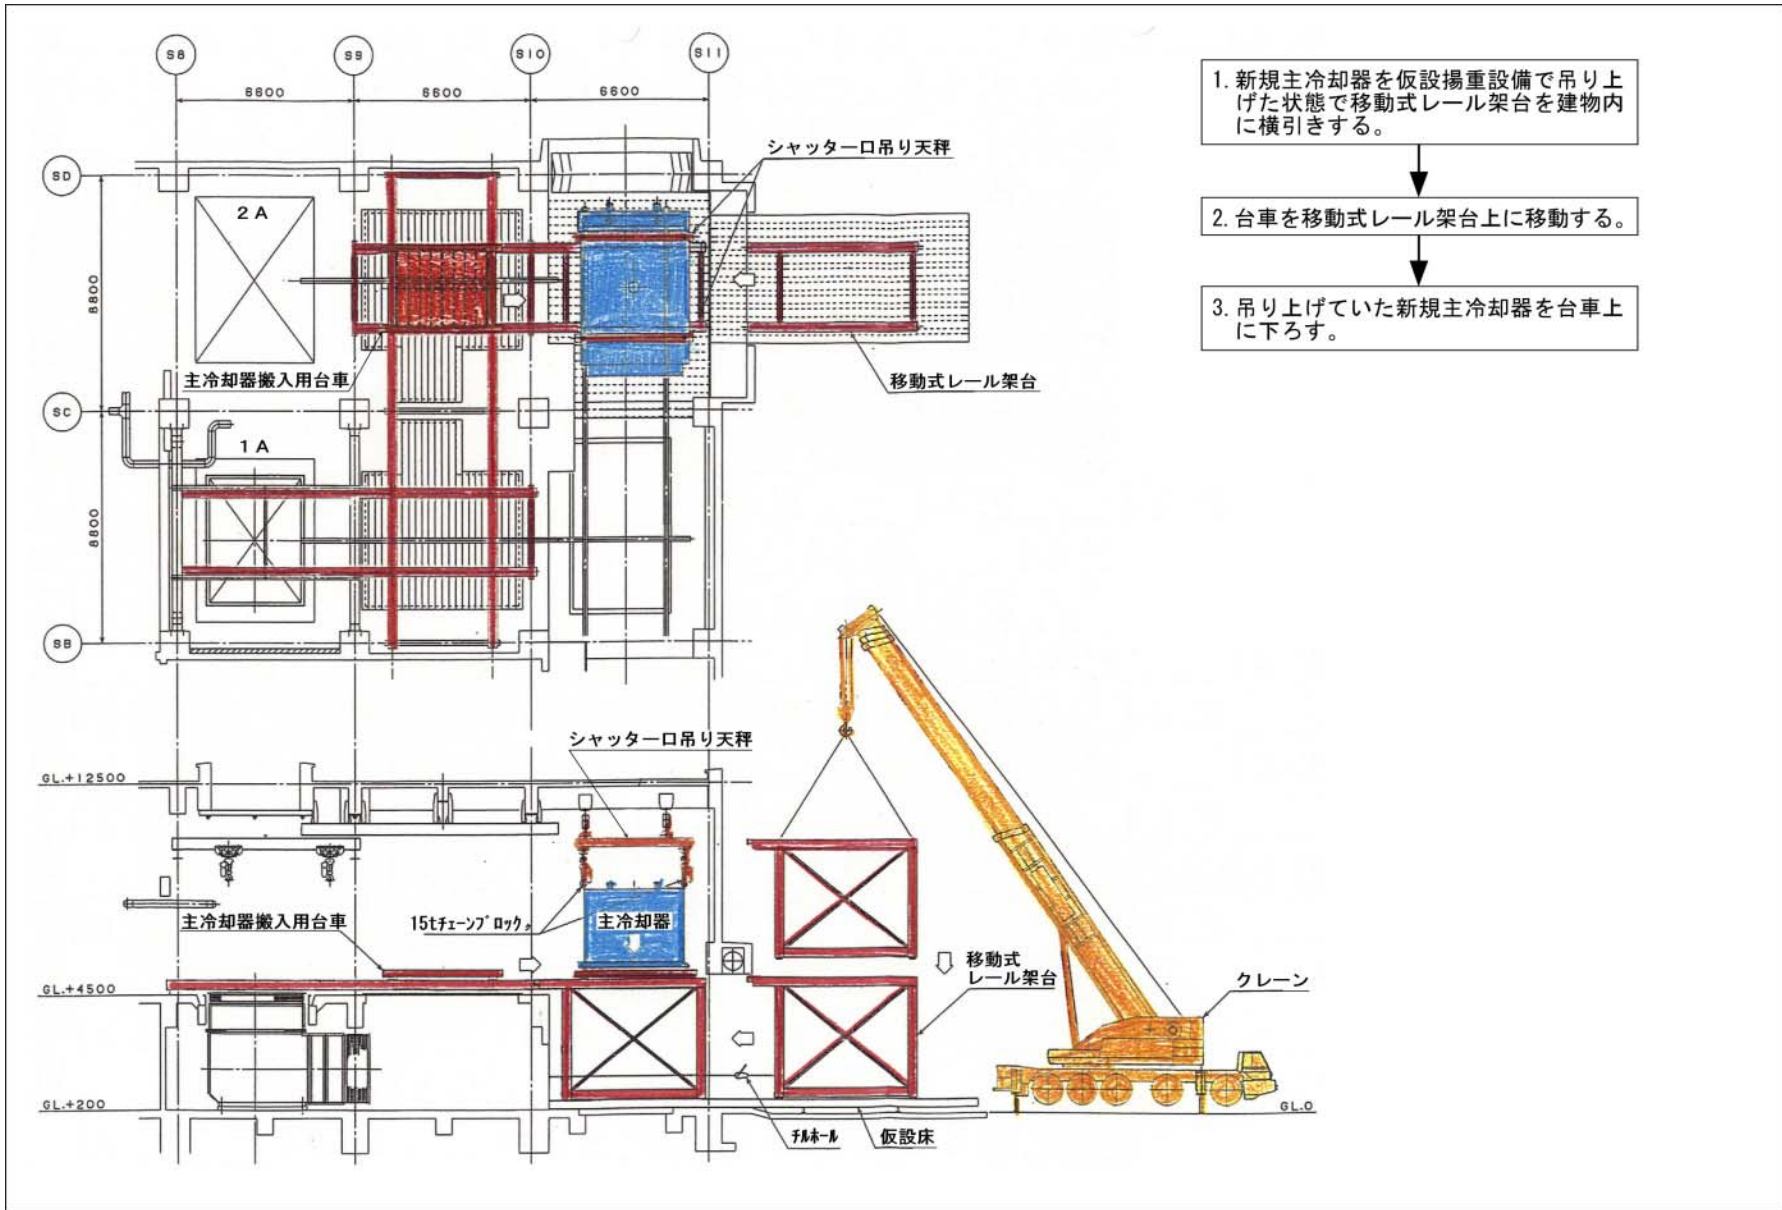 S8
S9
S10
S11
6600
6600
6600
シャッター口吊り天秤
SD
2A
8800
主冷却器搬入用台車
移動式レール架台
SC
1A
8800
SB
1. 新規主冷却器を仮設揚重設備で吊り上
げた状態で移動式レール架台を建物内
に横引きする。
2. 台車を移動式レール架台上に移動する。
3. 吊り上げていた新規主冷却器を台車上
に下ろす。
シャッター口吊り天秤
GL.+12500
主冷却器搬入用台車
15tチェーンブロック
主冷却器
移動式
レール架台
クレーン
GL.+4500
GL.+200
GL.0
チルホール
仮設床